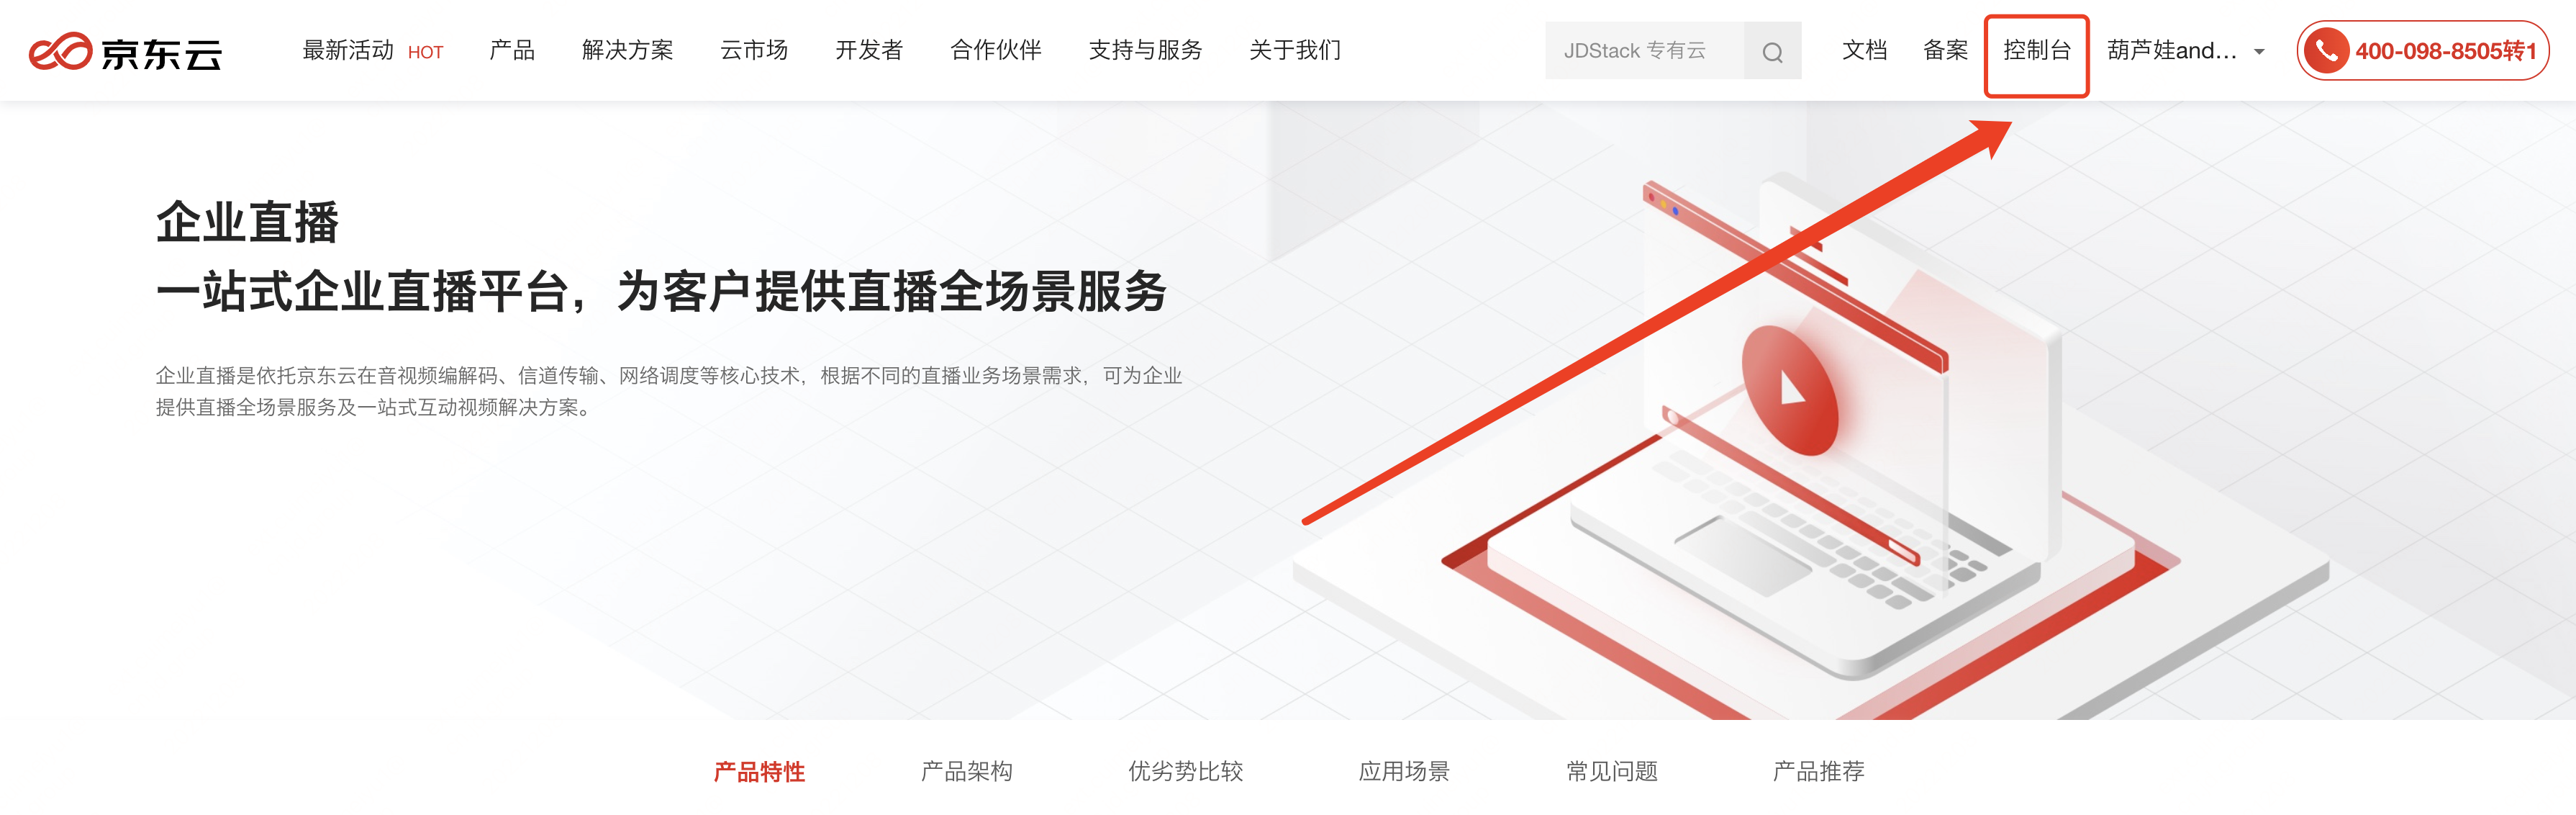 京东云
最新活动 HOT 产品 解决方案 云市场 开发者 合作伙伴 支持与服务 关于我们 JDStack 专有云 文档 备案 控制台 葫芦娃and... 400-098-8505转1
企业直播
一站式企业直播平台，为客户提供直播全场景服务
企业直播是依托京东云在音视频编解码、信道传输、网络调度等核心技术，根据不同的直播业务场景需求，可为企业
提供直播全场景服务及一站式互动视频解决方案。
产品特性 产品架构 优劣势比较 应用场景 常见问题 产品推荐